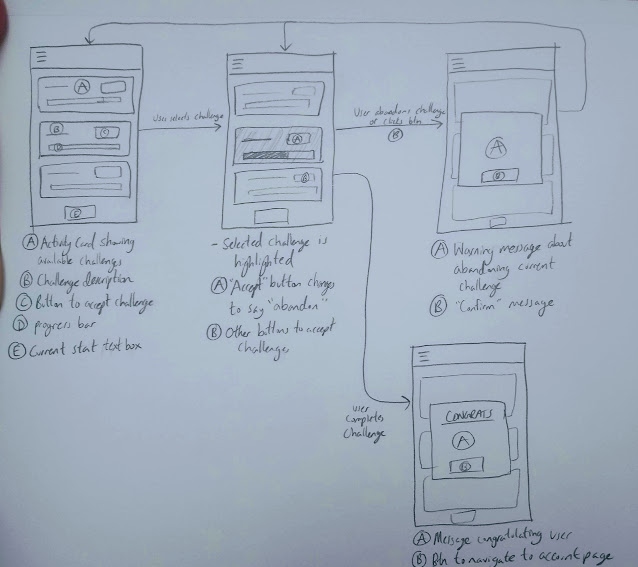 A
B
C
D
E
User selects challenge
A
B
User abandons challenge
or clicks btn
B
A
B
A Activity Card showing
available challenges
B Challenge description
C Button to accept challenge
D progress bar
E Current stat text box
- Selected challenge is
highlighted
A "Accept" button changes
to say "abandon"
B Other buttons to accept
challenges
A Warning message about
abandoning current
challenge
B "Confirm" message
User
completes
challenge
CONGRATS
A
B
A Message congratulating user
B Btn to navigate to account page